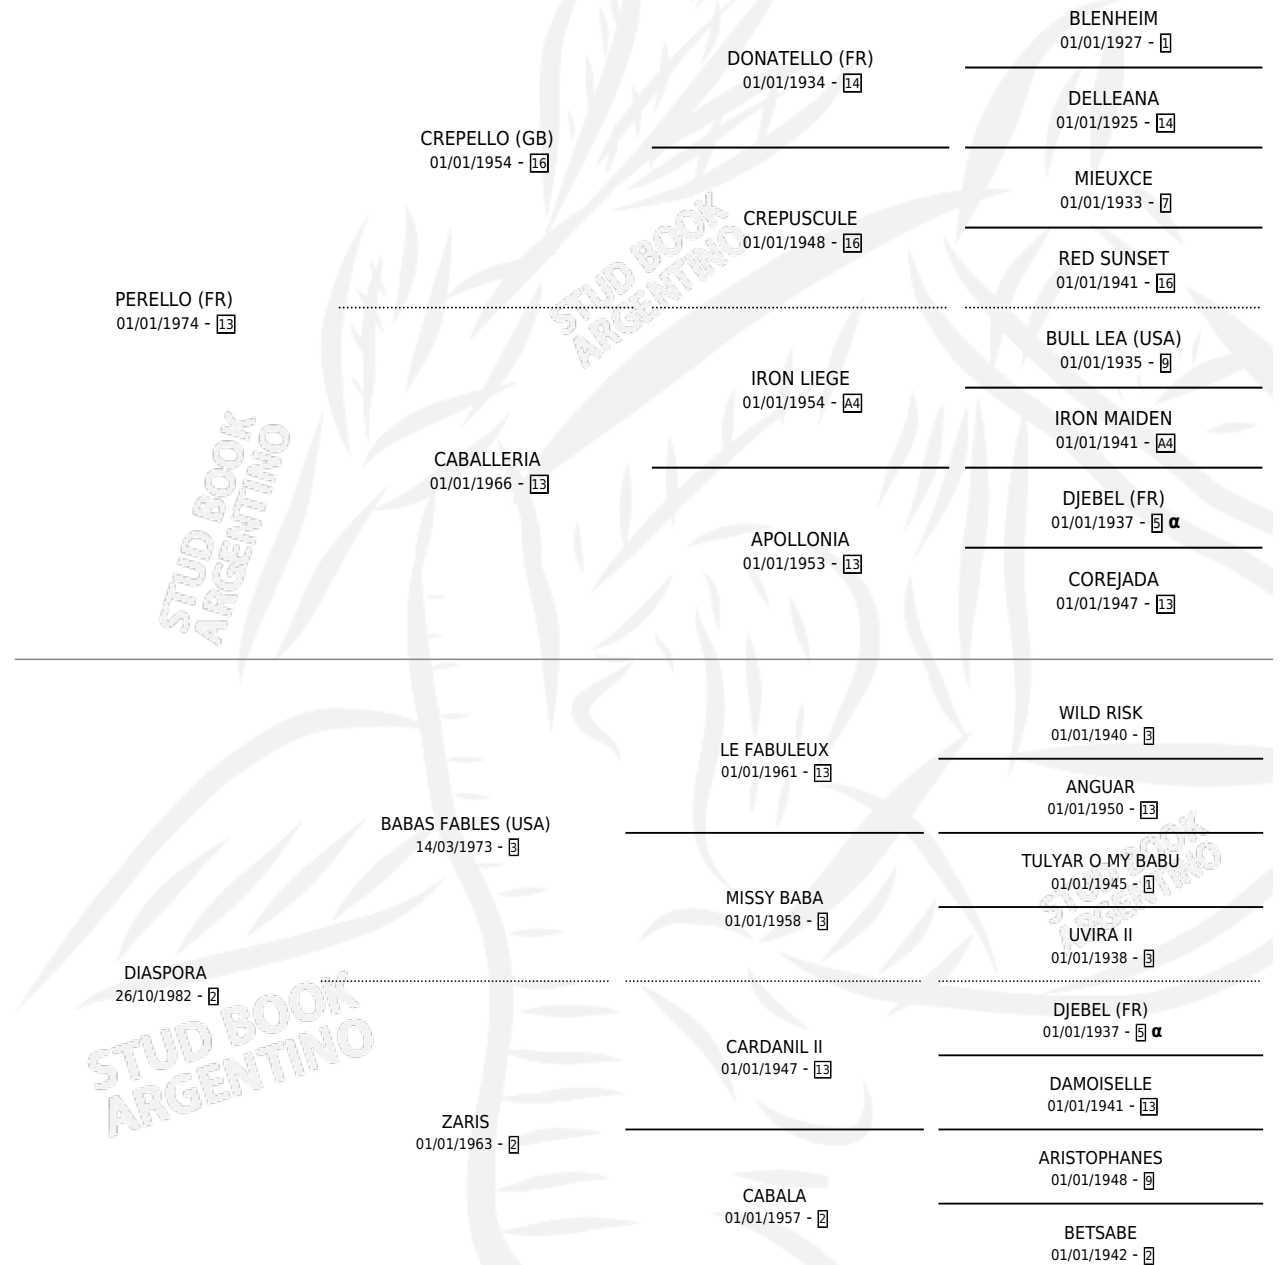 BLENHEIM
01/01/1927 - 1
DONATELLO (FR)
01/01/1934 - 14
DELLEANA
01/01/1925 - 14
CREPELLO (GB)
01/01/1954 - 16
MIEUXCE
01/01/1933 - 7
CREPUSCULE
01/01/1948 - 16
RED SUNSET
01/01/1941 - 16
PERELLO (FR)
01/01/1974 - 13
BULL LEA (USA)
01/01/1935 - 9
IRON LIEGE
01/01/1954 - A4
IRON MAIDEN
01/01/1941 - A4
CABALLERIA
01/01/1966 - 13
DJEBEL (FR)
01/01/1937 - 5 α
APOLLONIA
01/01/1953 - 13
COREJADA
01/01/1947 - 13
WILD RISK
01/01/1940 - 3
LE FABULEUX
01/01/1961 - 13
ANGUAR
01/01/1950 - 13
BABAS FABLES (USA)
14/03/1973 - 3
TULYAR O MY BABU
01/01/1945 - 1
MISSY BABA
01/01/1958 - 3
UVIRA II
01/01/1938 - 3
DIASPORA
26/10/1982 - 2
DJEBEL (FR)
01/01/1937 - 5 α
CARDANIL II
01/01/1947 - 13
DAMOISELLE
01/01/1941 - 13
ZARIS
01/01/1963 - 2
ARISTOPHANES
01/01/1948 - 9
CABALA
01/01/1957 - 2
BETSABE
01/01/1942 - 2
STUD BOOK
ARGENTINO
STUD BOOK
ARGENTINO
STUD BOOK
ARGENTINO
STUD BOOK
ARGENTINO